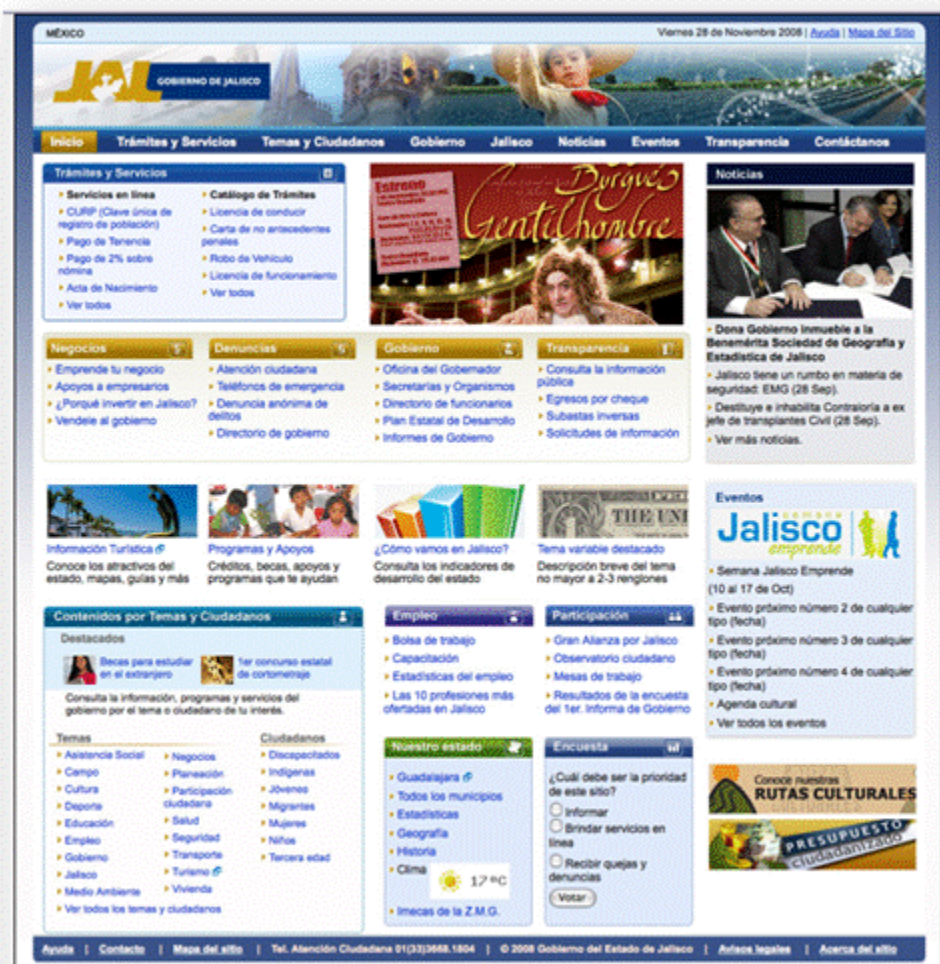 MÉXICO
Viernes 28 de Noviembre 2008 | Ayuda | Mapa del Sitio
JAL GOBIERNO DE JALISCO
Inicio Trámites y Servicios Temas y Ciudadanos Gobierno Jalisco Noticias Eventos Transparencia Contáctanos
Trámites y Servicios
Servicios en línea
CURP (Clave única de
registro de población)
Pago de Tenencia
Pago de 2% sobre
nómina
Acta de Nacimiento
Ver todos
Catálogo de Trámites
Licencia de conducir
Carta de no antecedentes
penales
Robo de Vehículo
Licencia de funcionamiento
Ver todos
Estreno
Burgués
Gentilhombre
Noticias
Dona Gobierno Inmueble a la
Benemérita Sociedad de Geografía y
Estadística de Jalisco
Jalisco tiene un rumbo en materia de
seguridad: EMG (28 Sep).
Destituye e inhabilita Contraloría a ex
jefe de transplantes Civil (28 Sep).
Ver más noticias.
Negocios
Emprende tu negocio
Apoyos a empresarios
¿Porqué invertir en Jalisco?
Vendele al gobierno
Denuncias
Atención ciudadana
Teléfonos de emergencia
Denuncia anónima de
delitos
Directorio de gobierno
Gobierno
Oficina del Gobernador
Secretarías y Organismos
Directorio de funcionarios
Plan Estatal de Desarrollo
Informes de Gobierno
Transparencia
Consulta la información
pública
Egresos por cheque
Subastas inversas
Solicitudes de información
Información Turística
Conoce los atractivos del
estado, mapas, guías y más
Programas y Apoyos
Créditos, becas, apoyos y
programas que te ayudan
¿Cómo vamos en Jalisco?
Consulta los indicadores de
desarrollo del estado
THE UNI
Tema variable destacado
Descripción breve del tema
no mayor a 2-3 renglones
Eventos
semana
Jalisco
emprende
Semana Jalisco Emprende
(10 al 17 de Oct)
Evento próximo número 2 de cualquier
tipo (fecha)
Evento próximo número 3 de cualquier
tipo (fecha)
Evento próximo número 4 de cualquier
tipo (fecha)
Agenda cultural
Ver todos los eventos
Contenidos por Temas y Ciudadanos
Destacados
Becas para estudiar
en el extranjero
1er concurso estatal
de cortometraje
Consulta la información, programas y servicios del
gobierno por el tema o ciudadano de tu interés.
Temas
Asistencia Social
Campo
Cultura
Deporte
Educación
Empleo
Gobierno
Jalisco
Medio Ambiente
Ver todos los temas y ciudadanos
Negocios
Planeación
Participación
ciudadana
Salud
Seguridad
Transporte
Turismo
Vivienda
Ciudadanos
Discapacitados
Indígenas
Jóvenes
Migrantes
Mujeres
Niños
Tercera edad
Empleo
Bolsa de trabajo
Capacitación
Estadísticas del empleo
Las 10 profesiones más
ofertadas en Jalisco
Participación
Gran Alianza por Jalisco
Observatorio ciudadano
Mesas de trabajo
Resultados de la encuesta
del 1er. Informa de Gobierno
Nuestro estado
Guadalajara
Todos los municipios
Estadísticas
Geografía
Historia
Clima
17 ºC
Imecas de la Z.M.G.
Encuesta
¿Cuál debe ser la prioridad
de este sitio?
Informar
Brindar servicios en
línea
Recibir quejas y
denuncias
Votar
Conoce nuestras
RUTAS CULTURALES
PRESUPUESTO
ciudadanizado
Ayuda | Contacto | Mapa del sitio | Tel. Atención Ciudadana 01(33)3668.1804 | © 2008 Gobierno del Estado de Jalisco | Avisos legales | Acerca del sitio